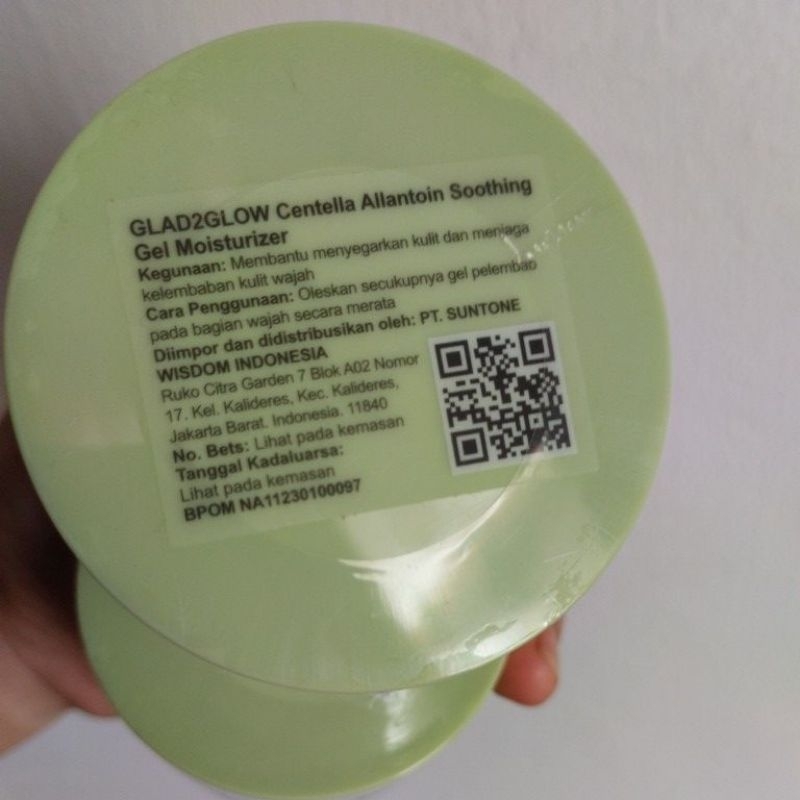 GLAD2GLOW Centella Allantoin Soothing
Gel Moisturizer
Kegunaan: Membantu menyegarkan kulit dan menjaga
kelembaban kulit wajah
Cara Penggunaan: Oleskan secukupnya gel pelembab
pada bagian wajah secara merata
Diimpor dan didistribusikan oleh: PT. SUNTONE
WISDOM INDONESIA
Ruko Citra Garden 7 Blok A02 Nomor
17. Kel. Kalideres, Kec. Kalideres,
Jakarta Barat. Indonesia. 11840
No. Bets: Lihat pada kemasan
Tanggal Kadaluarsa:
Lihat pada kemasan
BPOM NA11230100097